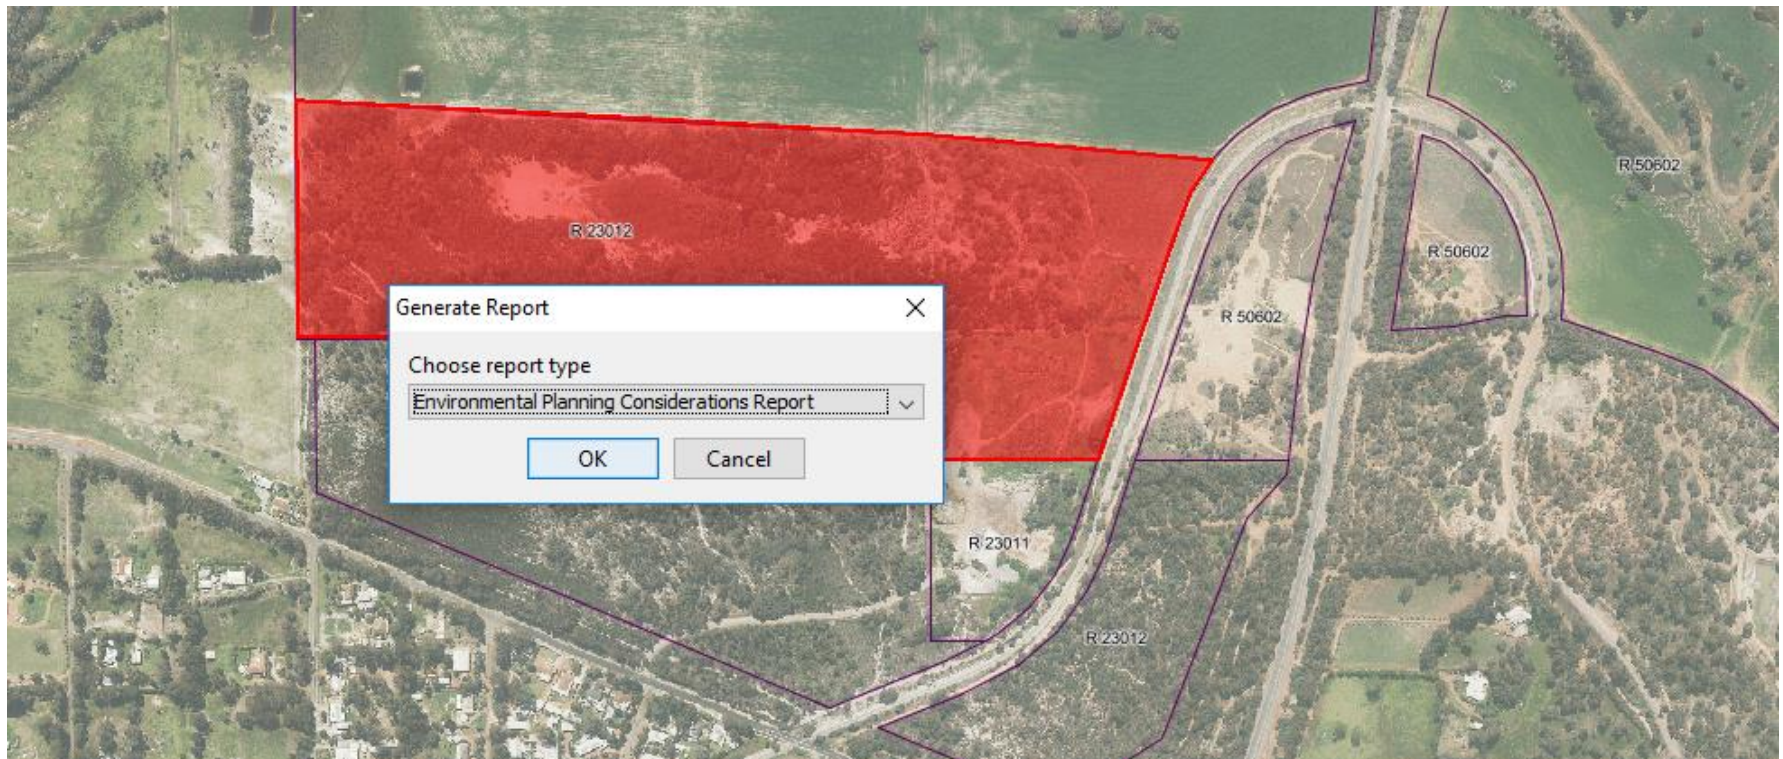 R 50602
R 23012
R 50602
Generate Report
R 50602
Choose report type
Environmental Planning Considerations Report
OK
Cancel
R 23011
R 23012